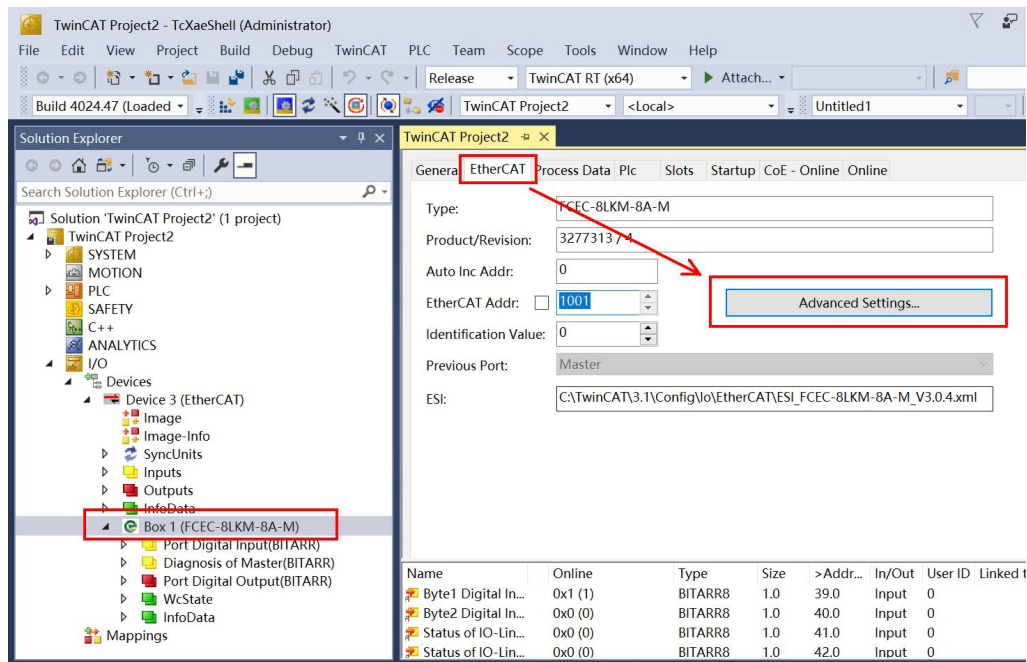 TwinCAT Project2 - TcXaeShell (Administrator)
File Edit View Project Build Debug TwinCAT PLC Team Scope Tools Window Help
Release TwinCAT RT (x64) Attach...
Build 4024.47 (Loaded TwinCAT Project2 <Local> Untitled1
Solution Explorer
Search Solution Explorer (Ctrl+;)
Solution 'TwinCAT Project2' (1 project)
TwinCAT Project2
SYSTEM
MOTION
PLC
SAFETY
C++
ANALYTICS
I/O
Devices
Device 3 (EtherCAT)
Image
Image-Info
SyncUnits
Inputs
Outputs
InfoData
Box 1 (FCEC-8LKM-8A-M)
Port Digital Input(BITARR)
Diagnosis of Master(BITARR)
Port Digital Output(BITARR)
WcState
InfoData
Mappings
TwinCAT Project2
Genera EtherCAT Process Data Plc Slots Startup CoE - Online Online
Type: FCEC-8LKM-8A-M
Product/Revision: 3277313 / 4
Auto Inc Addr: 0
EtherCAT Addr: 1001 Advanced Settings...
Identification Value: 0
Previous Port: Master
ESI: C:\TwinCAT\3.1\Config\Io\EtherCAT\ESI_FCEC-8LKM-8A-M_V3.0.4.xml
Name Online Type Size >Addr... In/Out User ID Linked t
Byte1 Digital In... 0x1 (1) BITARR8 1.0 39.0 Input 0
Byte2 Digital In... 0x0 (0) BITARR8 1.0 40.0 Input 0
Status of IO-Lin... 0x0 (0) BITARR8 1.0 41.0 Input 0
Status of IO-Lin... 0x0 (0) BITARR8 1.0 42.0 Input 0